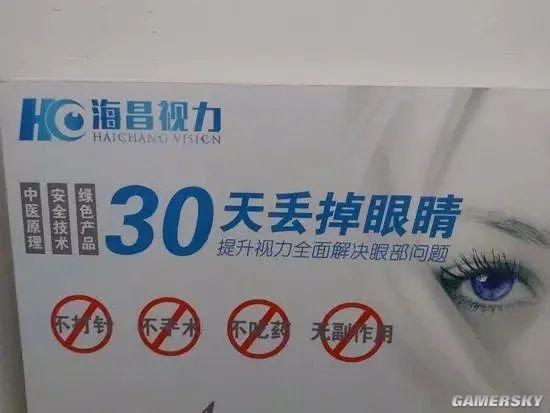 HC 海昌视力
HAICHANG VISION
中医原理
安全技术
绿色产品
30天丢掉眼睛
提升视力全面解决眼部问题
不打针
不手术
不吃药
无副作用
GAMERSKY